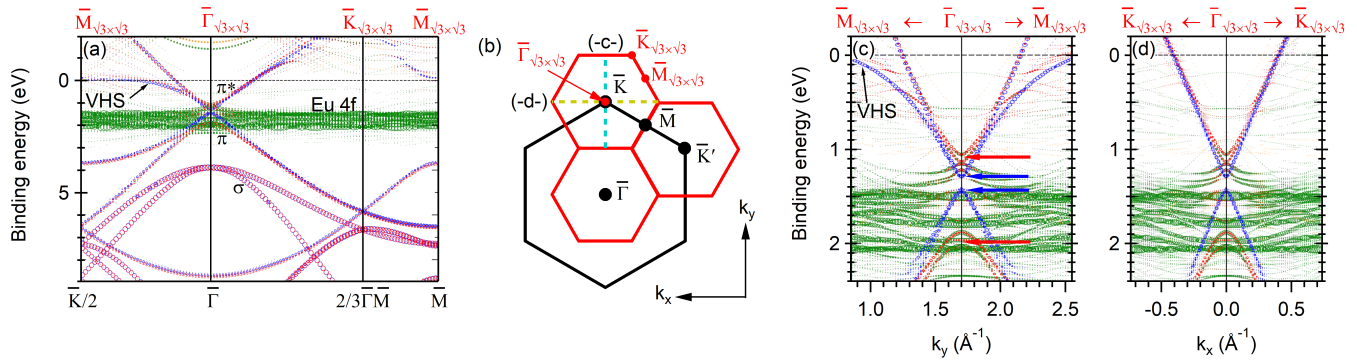 M̅√3×√3 Γ̅√3×√3 K̅√3×√3 M̅√3×√3
(a)
Binding energy (eV)
0
5
VHS
π*
Eu 4f
π
σ
K̅/2 Γ̅ 2/3Γ̅M̅ M̅
(b)
(-c-)
K̅√3×√3
Γ̅√3×√3
M̅√3×√3
K̅
(-d-)
M̅
K̅′
Γ̅
ky
kx
M̅√3×√3 ← Γ̅√3×√3 → M̅√3×√3
(c)
Binding energy (eV)
0
1
2
VHS
1.0 1.5 2.0 2.5
ky (Å⁻¹)
K̅√3×√3 ← Γ̅√3×√3 → K̅√3×√3
(d)
0
1
2
-0.5 0.0 0.5
kx (Å⁻¹)